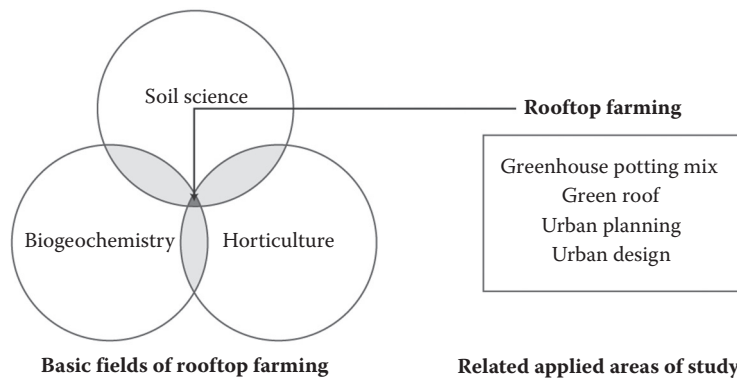 Soil science
Rooftop farming
Biogeochemistry
Horticulture
Greenhouse potting mix
Green roof
Urban planning
Urban design
Basic fields of rooftop farming
Related applied areas of study